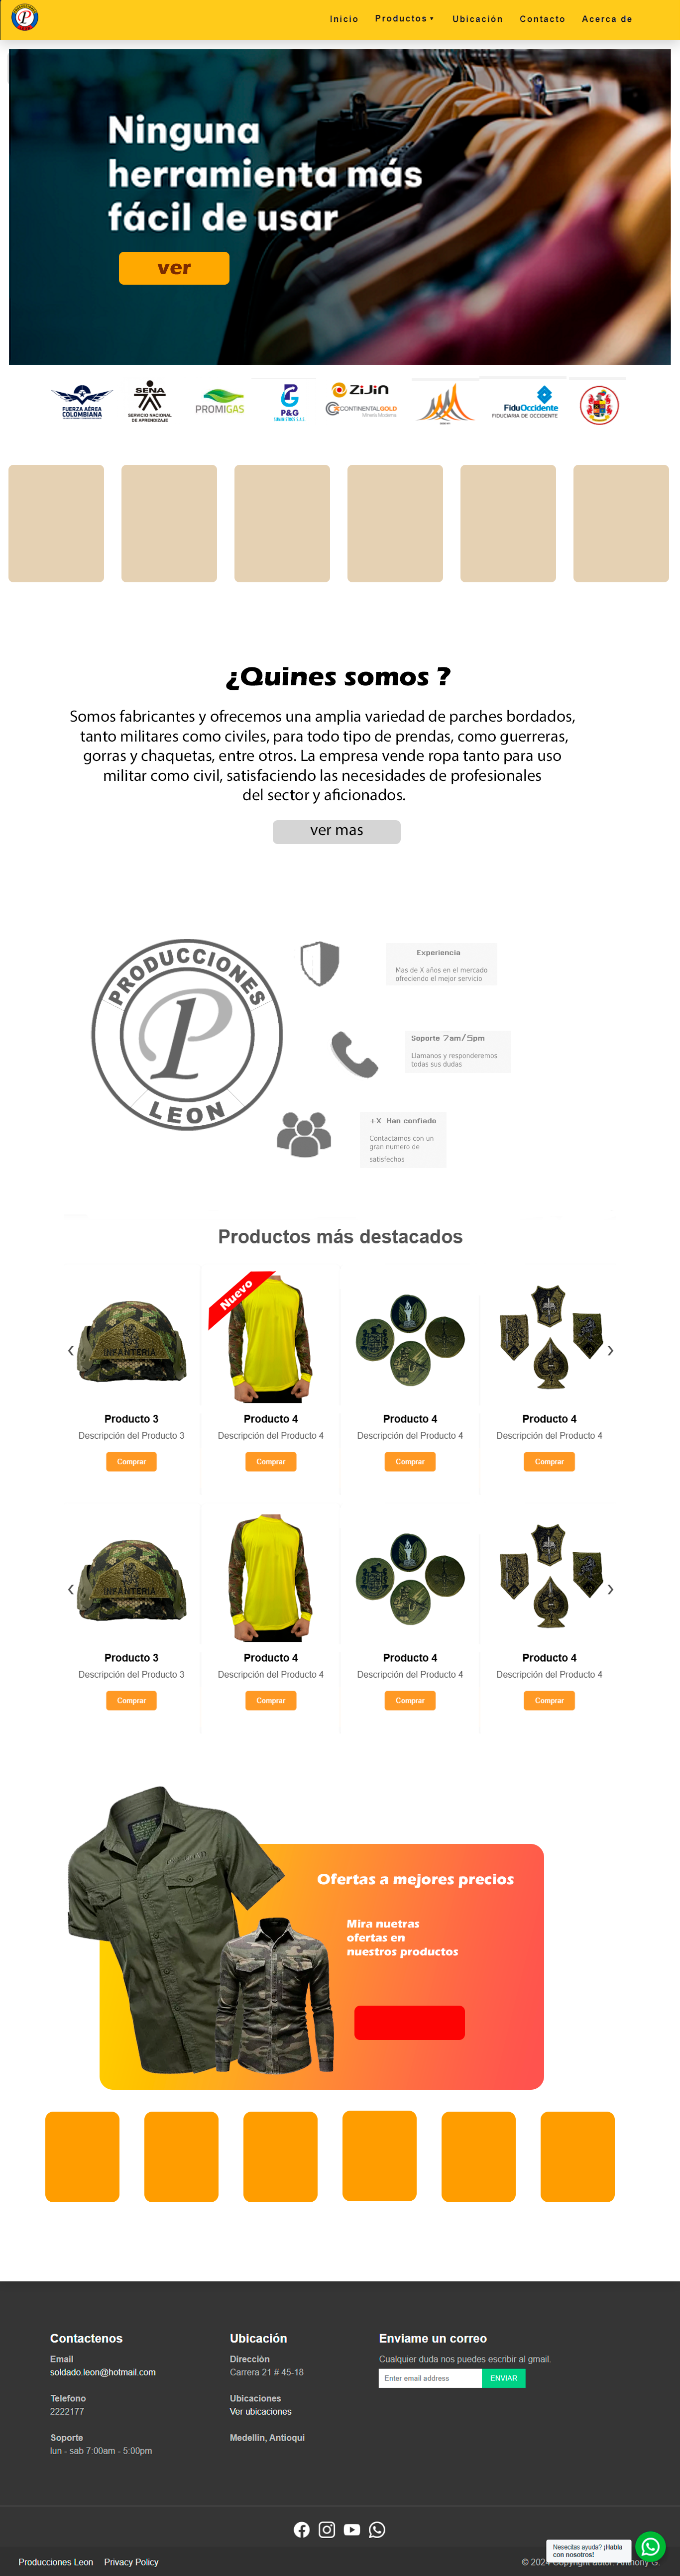 Inicio
Productos ▾
Ubicación
Contacto
Acerca de
Ninguna
herramienta más
fácil de usar
ver
FUERZA AÉREA
COLOMBIANA
SENA
SERVICIO NACIONAL
DE APRENDIZAJE
PROMIGAS
P&G
ZIJIN
CONTINENTALGOLD
Minería Moderna
FiduOccidente
FIDUCIARIA DE OCCIDENTE
¿Quines somos ?
Somos fabricantes y ofrecemos una amplia variedad de parches bordados,
tanto militares como civiles, para todo tipo de prendas, como guerreras,
gorras y chaquetas, entre otros. La empresa vende ropa tanto para uso
militar como civil, satisfaciendo las necesidades de profesionales
del sector y aficionados.
ver mas
PRODUCCIONES
P
LEON
Experiencia
Mas de X años en el mercado
ofreciendo el mejor servicio
Soporte 7am/5pm
Llamanos y responderemos
todas sus dudas
+X Han confiado
Contactamos con un
gran numero de
satisfechos
Productos más destacados
‹
INFANTERIA
Nuevo
›
Producto 3
Producto 4
Producto 4
Producto 4
Descripción del Producto 3
Descripción del Producto 4
Descripción del Producto 4
Descripción del Producto 4
Comprar
Comprar
Comprar
Comprar
‹
INFANTERIA
›
Producto 3
Producto 4
Producto 4
Producto 4
Descripción del Producto 3
Descripción del Producto 4
Descripción del Producto 4
Descripción del Producto 4
Comprar
Comprar
Comprar
Comprar
Ofertas a mejores precios
Mira nuetras
ofertas en
nuestros productos
Contactenos
Email
soldado.leon@hotmail.com
Telefono
2222177
Soporte
lun - sab 7:00am - 5:00pm
Ubicación
Dirección
Carrera 21 # 45-18
Ubicaciones
Ver ubicaciones
Medellin, Antioqui
Enviame un correo
Cualquier duda nos puedes escribir al gmail.
Enter email address
ENVIAR
Nesecitas ayuda? ¡Habla
con nosotros!
Producciones Leon
Privacy Policy
© 2024 Copyright autor: Anthony G.